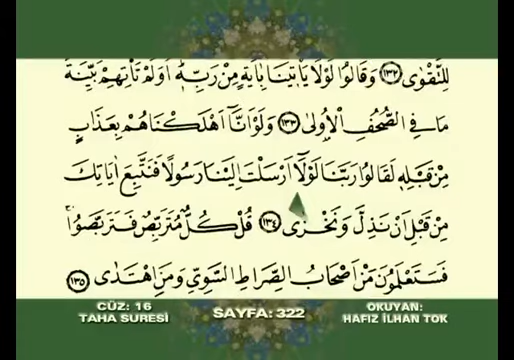 لِلتَّقْوٰى ﴿١٣٢﴾ وَقَالُوا لَوْلَا يَأْتِينَا بِاٰيَةٍ مِنْ رَبِّهٖ اَوَلَمْ تَأْتِهِمْ بَيِّنَةُ
مَا فِي الصُّحُفِ الْاُولٰى ﴿١٣٣﴾ وَلَوْ اَنَّٓا اَهْلَكْنَاهُمْ بِعَذَابٍ
مِنْ قَبْلِهٖ لَقَالُوا رَبَّنَا لَوْلَٓا اَرْسَلْتَ اِلَيْنَا رَسُولًا فَنَتَّبِعَ اٰيَاتِكَ
مِنْ قَبْلِ اَنْ نَذِلَّ وَنَخْزٰى ﴿١٣٤﴾ قُلْ كُلٌّ مُتَرَبِّصٌ فَتَرَبَّصُوا
فَسَتَعْلَمُونَ مَنْ اَصْحَابُ الصِّرَاطِ السَّوِيِّ وَمَنِ اهْتَدٰى ﴿١٣٥﴾
CÜZ: 16
TAHA SURESİ
SAYFA: 322
OKUYAN:
HAFIZ İLHAN TOK